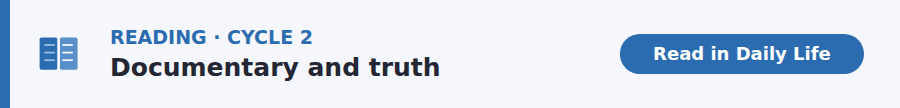 READING · CYCLE 2
Documentary and truth
Read in Daily Life